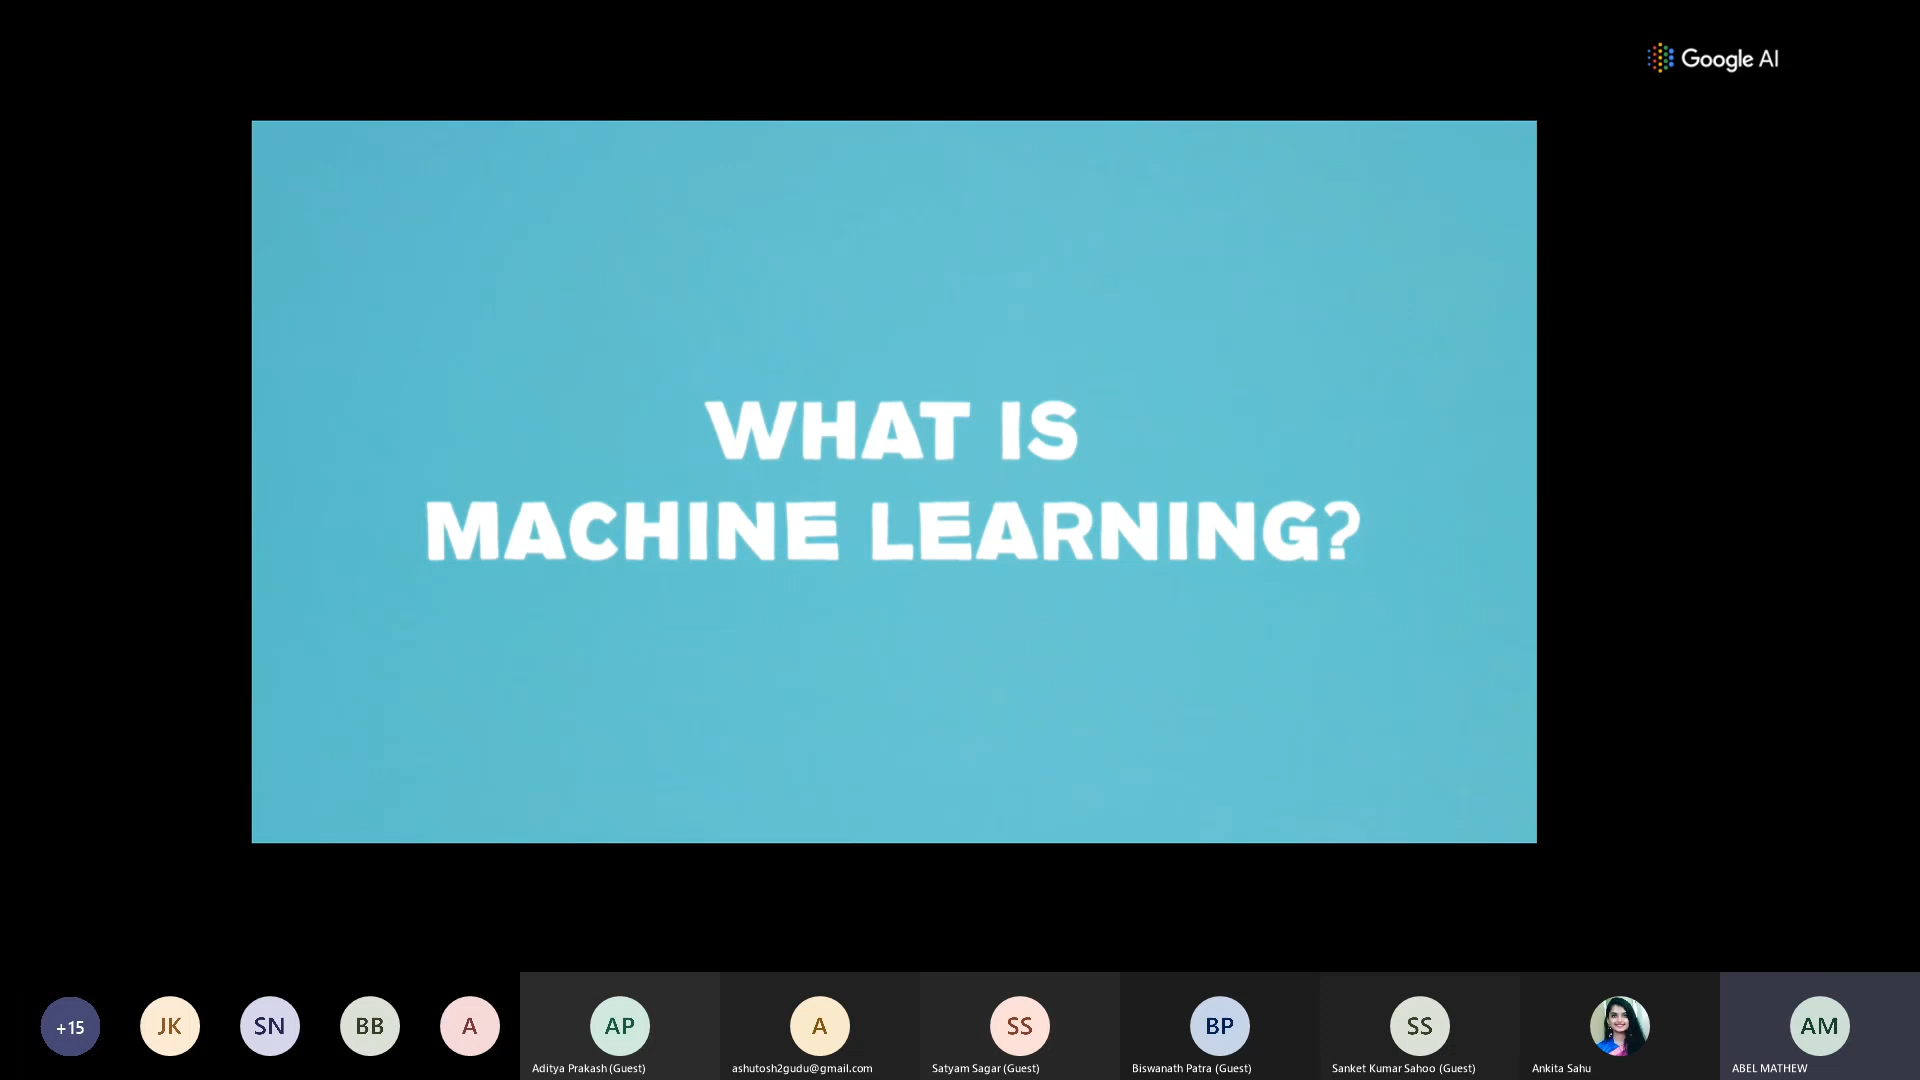 Google AI
WHAT IS
MACHINE LEARNING?
+15
JK
SN
BB
A
AP
A
SS
BP
SS
AM
Aditya Prakash (Guest)
ashutosh2gudu@gmail.com
Satyam Sagar (Guest)
Biswanath Patra (Guest)
Sanket Kumar Sahoo (Guest)
Ankita Sahu
ABEL MATHEW